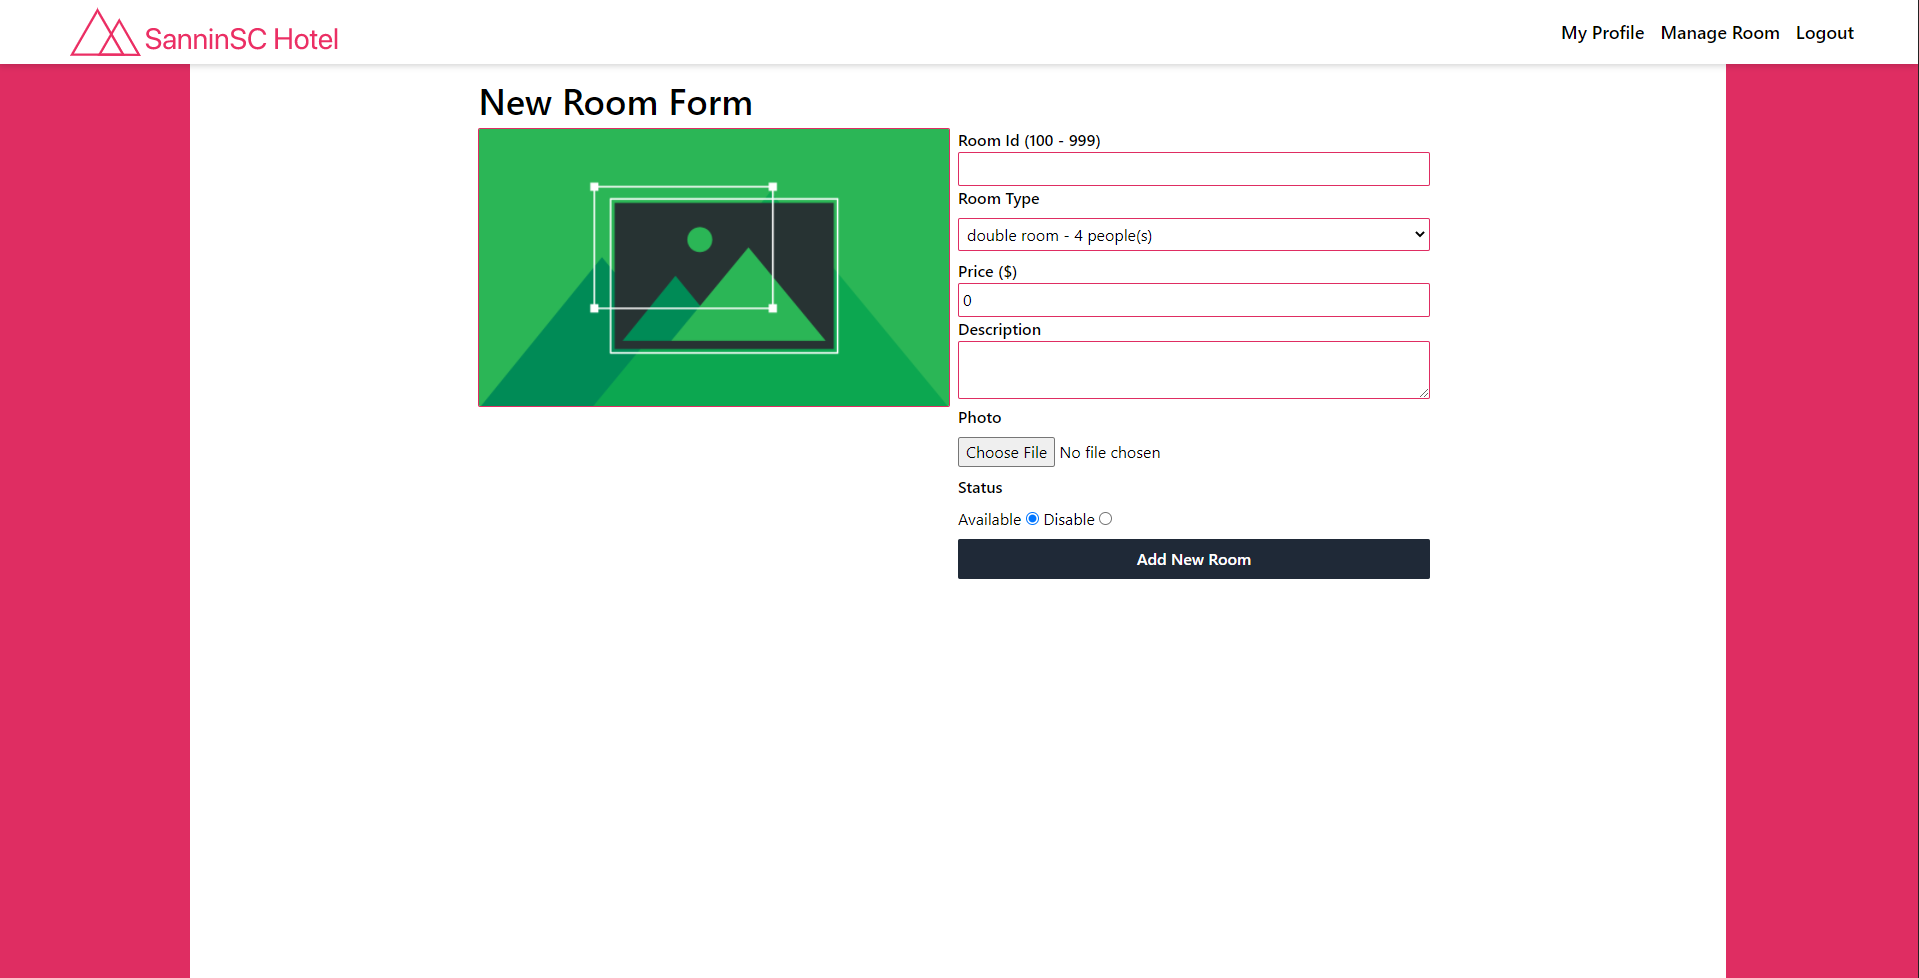 SanninSC Hotel
My Profile Manage Room Logout
New Room Form
Room Id (100 - 999)
Room Type
double room - 4 people(s)
Price ($)
0
Description
Photo
Choose File No file chosen
Status
Available Disable
Add New Room